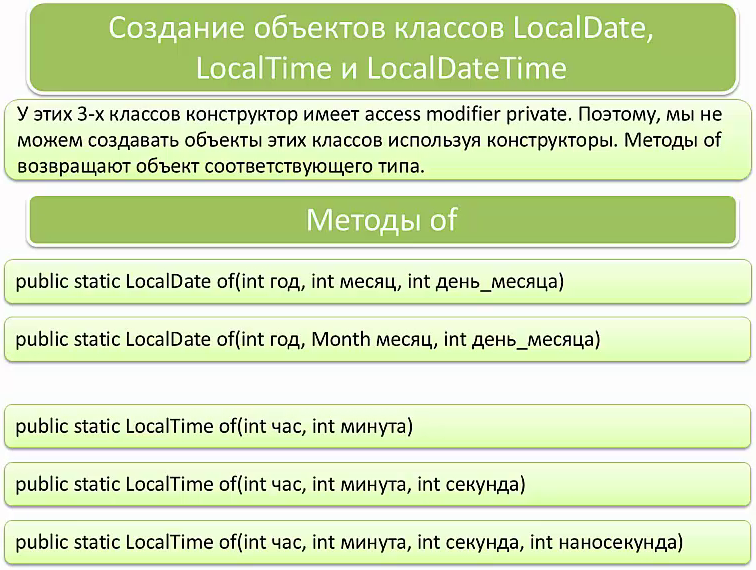 Создание объектов классов LocalDate,
LocalTime и LocalDateTime
У этих 3-х классов конструктор имеет access modifier private. Поэтому, мы не
можем создавать объекты этих классов используя конструкторы. Методы of
возвращают объект соответствующего типа.
Методы of
public static LocalDate of(int год, int месяц, int день_месяца)
public static LocalDate of(int год, Month месяц, int день_месяца)
public static LocalTime of(int час, int минута)
public static LocalTime of(int час, int минута, int секунда)
public static LocalTime of(int час, int минута, int секунда, int наносекунда)